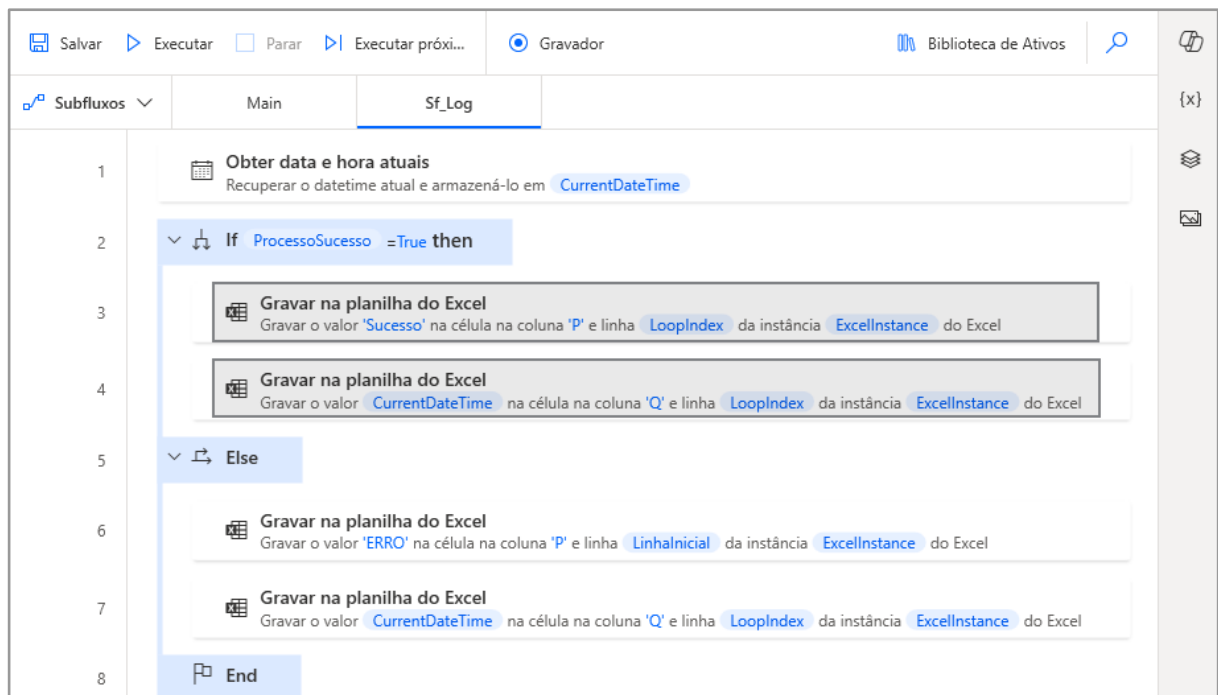 Salvar Executar Parar Executar próxi... Gravador Biblioteca de Ativos
Subfluxos Main Sf_Log {x}
1 Obter data e hora atuais
Recuperar o datetime atual e armazená-lo em CurrentDateTime
2 If ProcessoSucesso =True then
3 Gravar na planilha do Excel
Gravar o valor 'Sucesso' na célula na coluna 'P' e linha LoopIndex da instância ExcelInstance do Excel
4 Gravar na planilha do Excel
Gravar o valor CurrentDateTime na célula na coluna 'Q' e linha LoopIndex da instância ExcelInstance do Excel
5 Else
6 Gravar na planilha do Excel
Gravar o valor 'ERRO' na célula na coluna 'P' e linha LinhaInicial da instância ExcelInstance do Excel
7 Gravar na planilha do Excel
Gravar o valor CurrentDateTime na célula na coluna 'Q' e linha LoopIndex da instância ExcelInstance do Excel
8 End